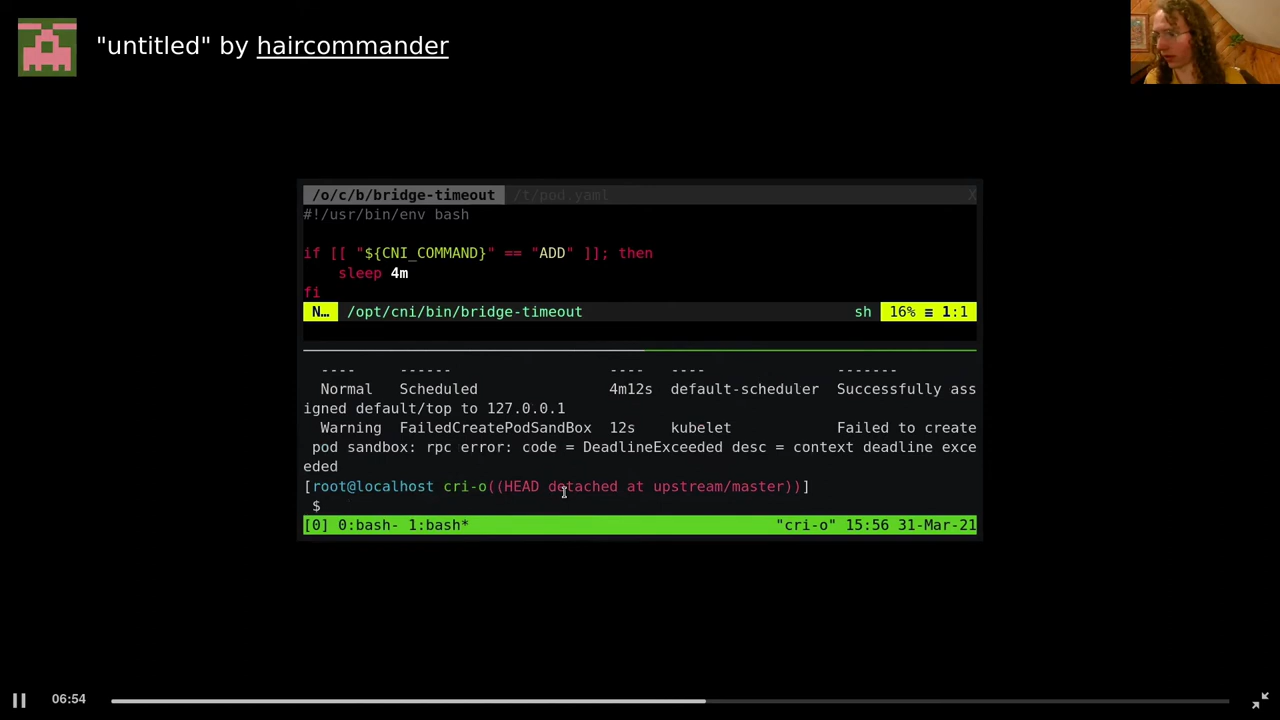 "untitled" by haircommander
/o/c/b/bridge-timeout /t/pod.yaml X
#!/usr/bin/env bash
if [[ "${CNI_COMMAND}" == "ADD" ]]; then
sleep 4m
fi
N… /opt/cni/bin/bridge-timeout sh 16% ≡ 1:1
---- ------ ---- ---- -------
Normal Scheduled 4m12s default-scheduler Successfully ass
igned default/top to 127.0.0.1
Warning FailedCreatePodSandBox 12s kubelet Failed to create
pod sandbox: rpc error: code = DeadlineExceeded desc = context deadline exce
eded
[root@localhost cri-o((HEAD detached at upstream/master))]
$
[0] 0:bash- 1:bash* "cri-o" 15:56 31-Mar-21
06:54